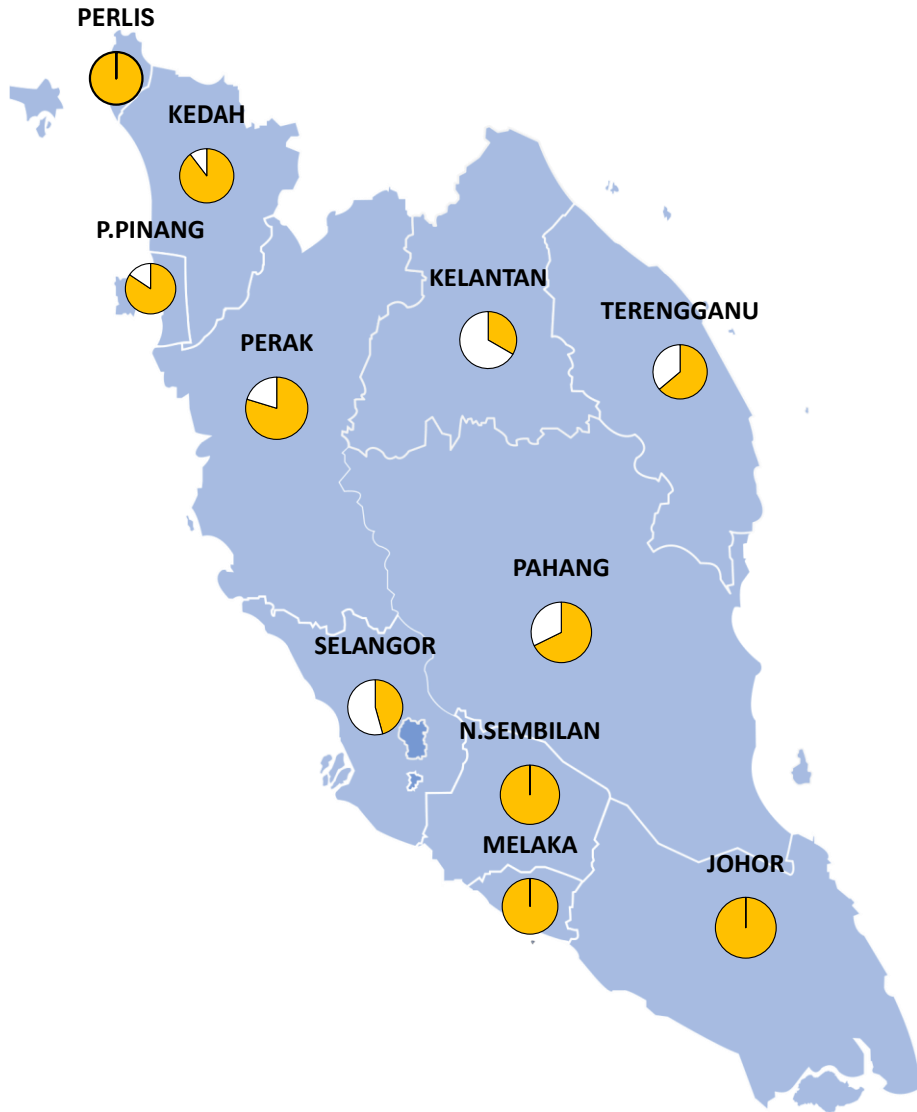 PERLIS
KEDAH
P.PINANG
KELANTAN
TERENGGANU
PERAK
PAHANG
SELANGOR
N.SEMBILAN
MELAKA
JOHOR